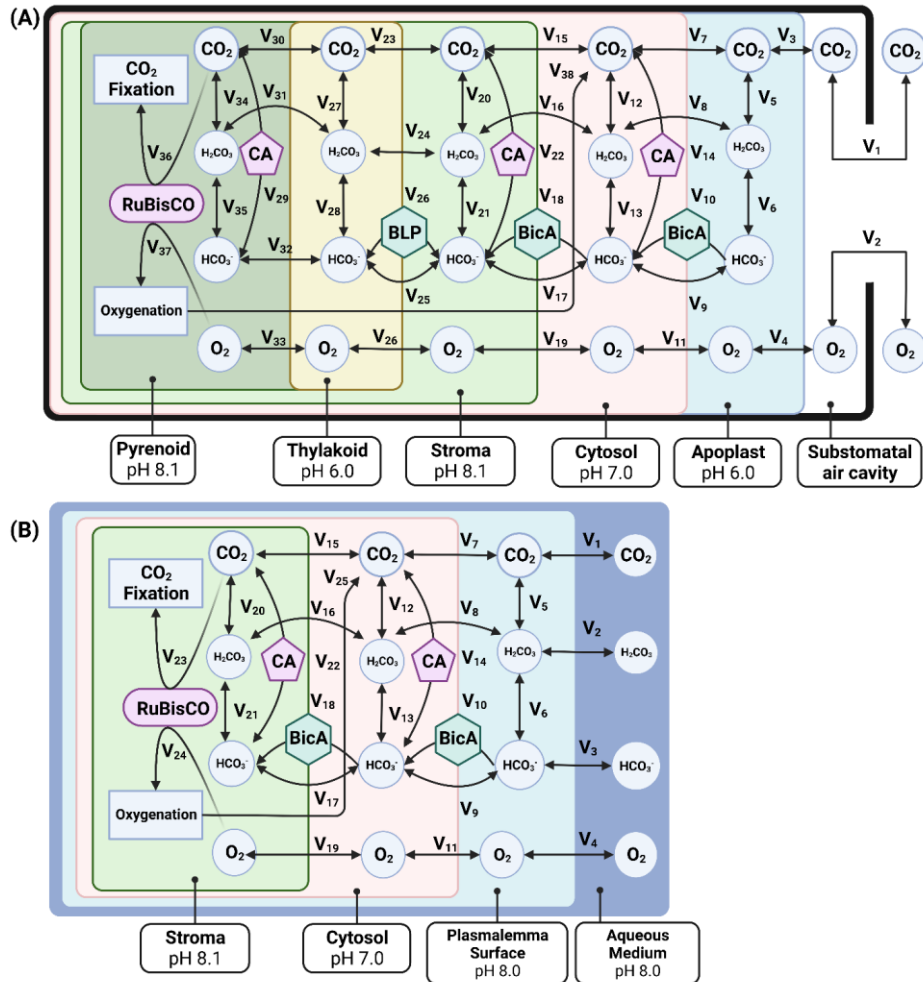 (A)
CO₂ V₃₀ CO₂ V₂₃ CO₂ V₁₅ CO₂ V₇ CO₂ V₃ CO₂ CO₂
CO₂
Fixation
V₃₄ V₃₁ V₂₇ V₂₀ V₃₈ V₁₂ V₅
V₁₆ V₈
V₃₆ H₂CO₃ CA H₂CO₃ V₂₄ H₂CO₃ CA V₂₂ H₂CO₃ CA V₁₄ H₂CO₃ V₁
RuBisCO V₃₅ V₂₉ V₂₈ V₂₆ V₂₁ V₁₈ V₁₃ V₁₀ V₆
V₃₇ HCO₃⁻ V₃₂ HCO₃⁻ BLP HCO₃⁻ BicA HCO₃⁻ BicA HCO₃⁻ V₂
V₂₅ V₁₇ V₉
Oxygenation
O₂ V₃₃ O₂ V₂₆ O₂ V₁₉ O₂ V₁₁ O₂ V₄ O₂ O₂
Pyrenoid
pH 8.1
Thylakoid
pH 6.0
Stroma
pH 8.1
Cytosol
pH 7.0
Apoplast
pH 6.0
Substomatal
air cavity
(B)
CO₂ V₁₅ CO₂ V₇ CO₂ V₁ CO₂
CO₂
Fixation
V₂₀ V₂₅ V₁₂ V₅
V₁₆ V₈ V₂
V₂₃ H₂CO₃ CA V₂₂ H₂CO₃ CA V₁₄ H₂CO₃ H₂CO₃
RuBisCO V₂₁ V₁₈ V₁₃ V₁₀ V₆
V₂₄ HCO₃⁻ BicA HCO₃⁻ BicA HCO₃⁻ V₃ HCO₃⁻
V₁₇ V₉
Oxygenation
O₂ V₁₉ O₂ V₁₁ O₂ V₄ O₂
Stroma
pH 8.1
Cytosol
pH 7.0
Plasmalemma
Surface
pH 8.0
Aqueous
Medium
pH 8.0